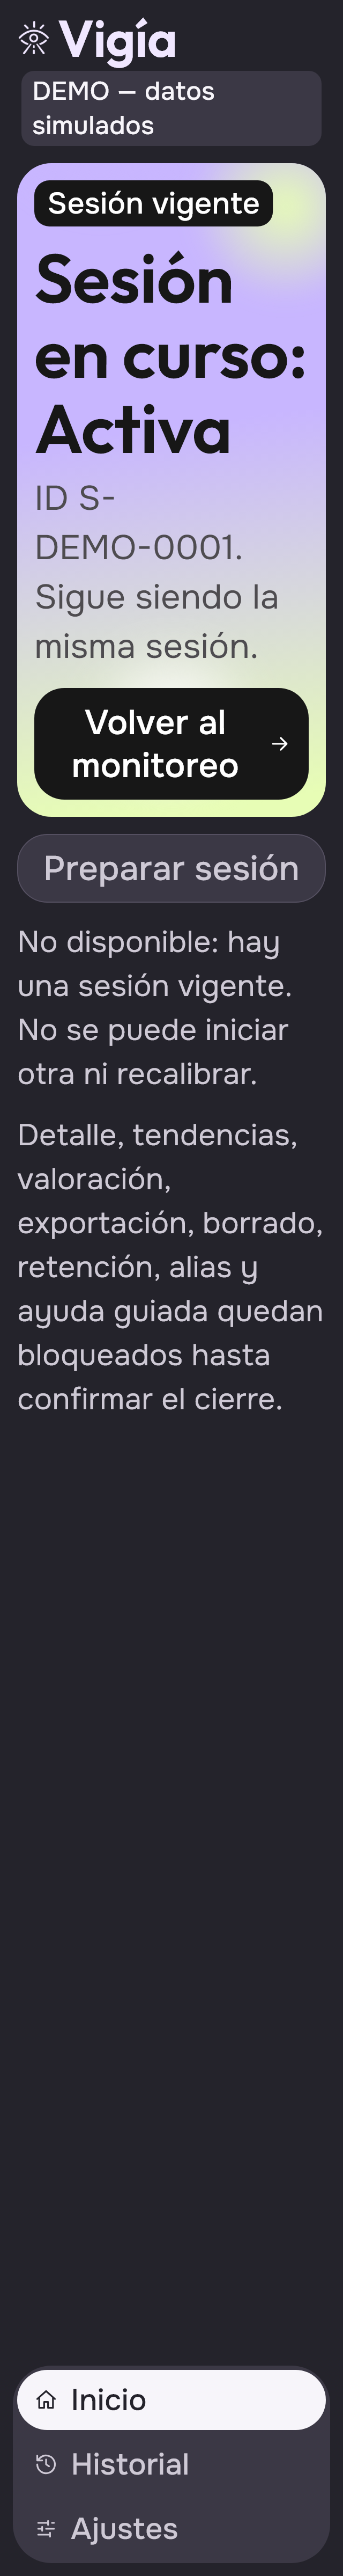 Vigía
DEMO — datos
simulados
Sesión vigente
Sesión
en curso:
Activa
ID S-
DEMO-0001.
Sigue siendo la
misma sesión.
Volver al
monitoreo
Preparar sesión
No disponible: hay
una sesión vigente.
No se puede iniciar
otra ni recalibrar.
Detalle, tendencias,
valoración,
exportación, borrado,
retención, alias y
ayuda guiada quedan
bloqueados hasta
confirmar el cierre.
Inicio
Historial
Ajustes